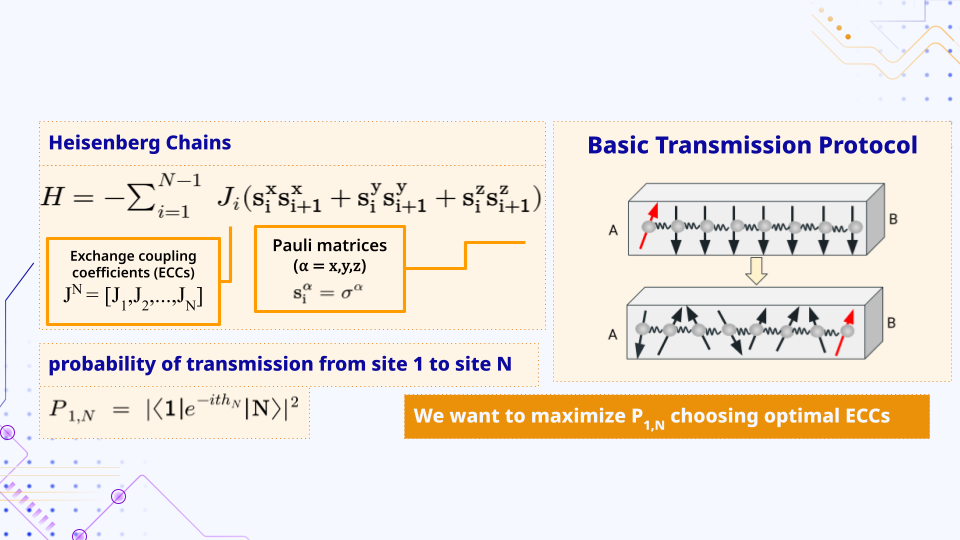 Heisenberg Chains
H = −∑_{i=1}^{N−1} J_i(s_i^x s_{i+1}^x + s_i^y s_{i+1}^y + s_i^z s_{i+1}^z)
Exchange coupling
coefficients (ECCs)
J^N = [J_1,J_2,...,J_N]
Pauli matrices
(α = x,y,z)
s_i^α = σ^α
probability of transmission from site 1 to site N
P_{1,N} = |⟨1|e^{−ith_N}|N⟩|^2
Basic Transmission Protocol
A
B
A
B
We want to maximize P_{1,N} choosing optimal ECCs